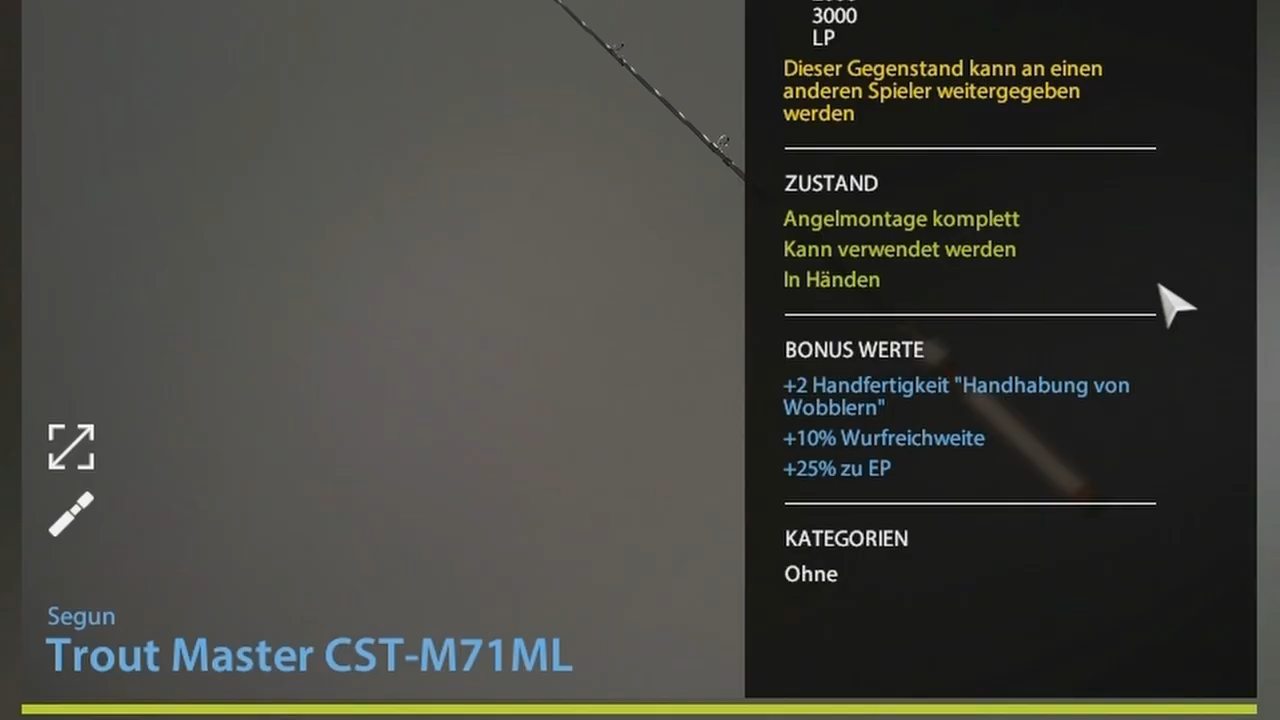 3000
LP
Dieser Gegenstand kann an einen
anderen Spieler weitergegeben
werden
ZUSTAND
Angelmontage komplett
Kann verwendet werden
In Händen
BONUS WERTE
+2 Handfertigkeit "Handhabung von
Wobblern"
+10% Wurfreichweite
+25% zu EP
KATEGORIEN
Ohne
Segun
Trout Master CST-M71ML